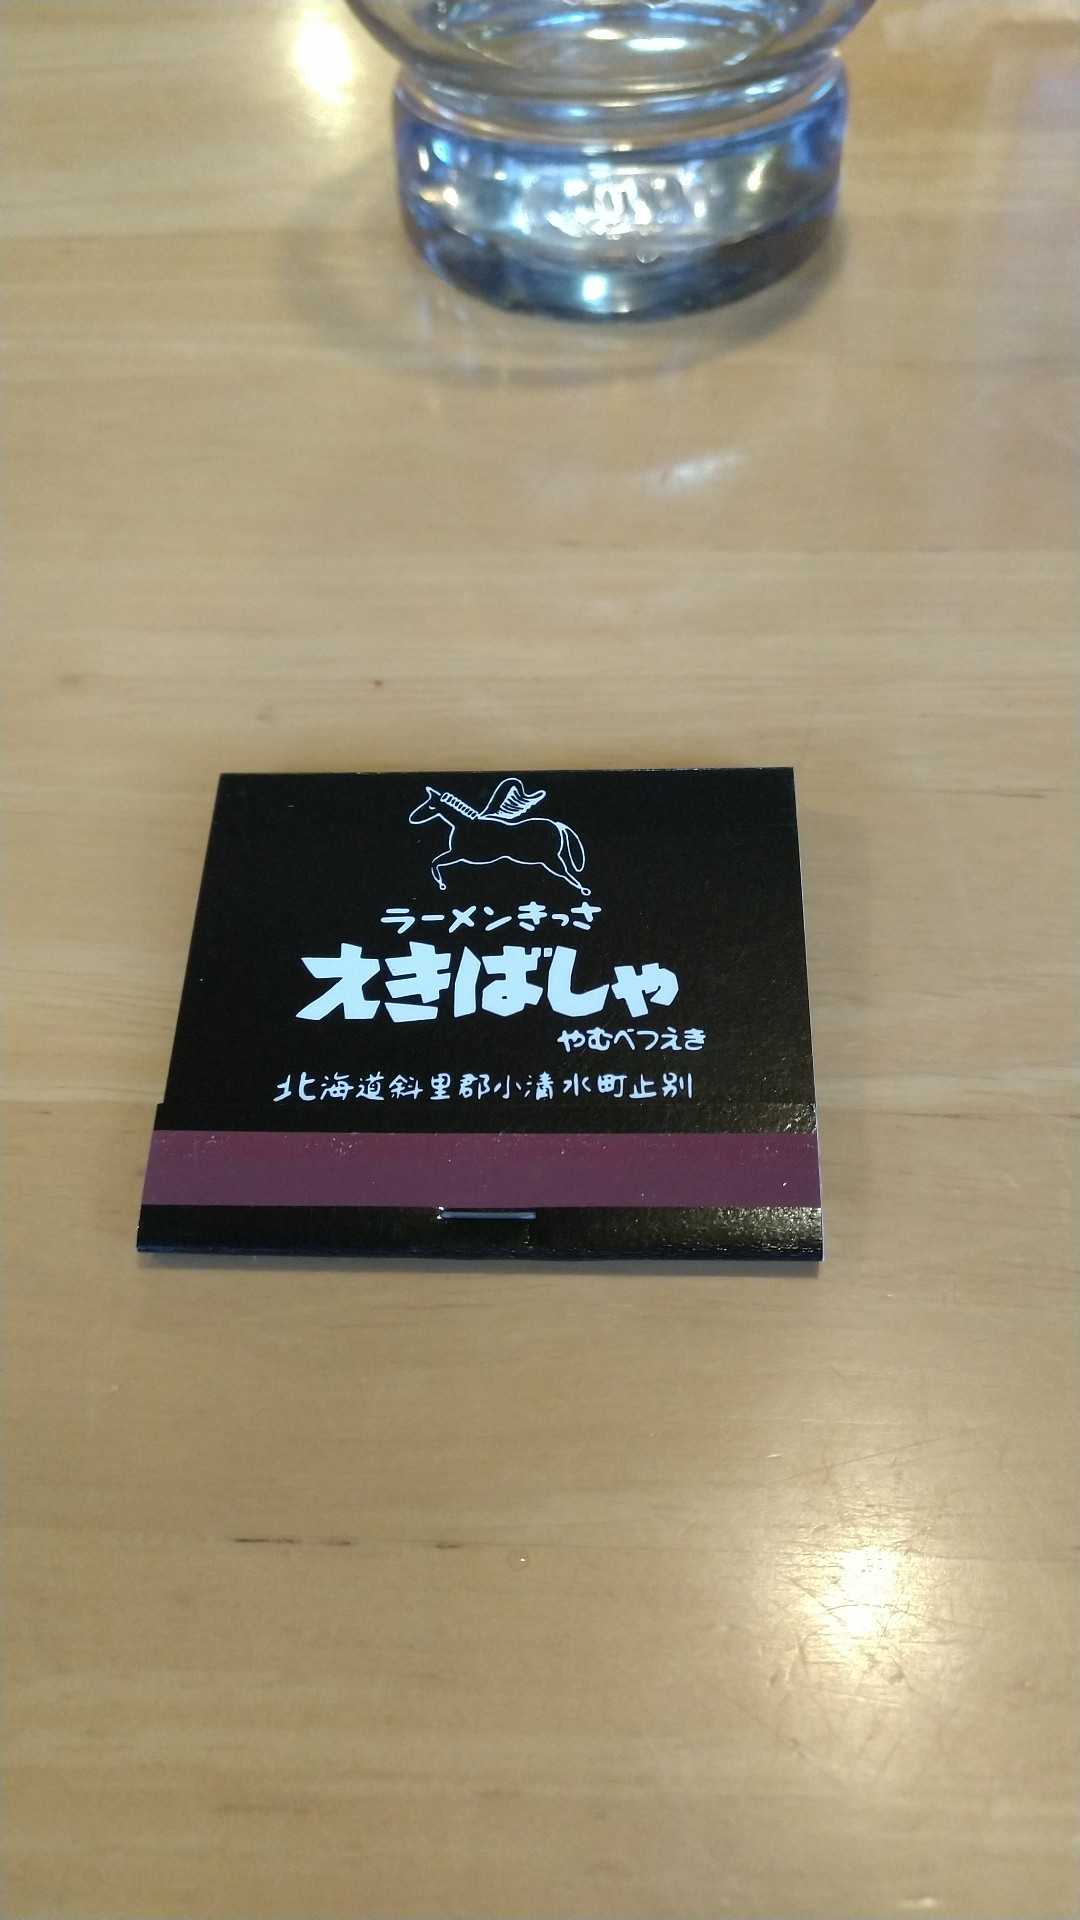 ラーメンきっさ
えきばしゃ
やむべつえき
北海道斜里郡小清水町止別